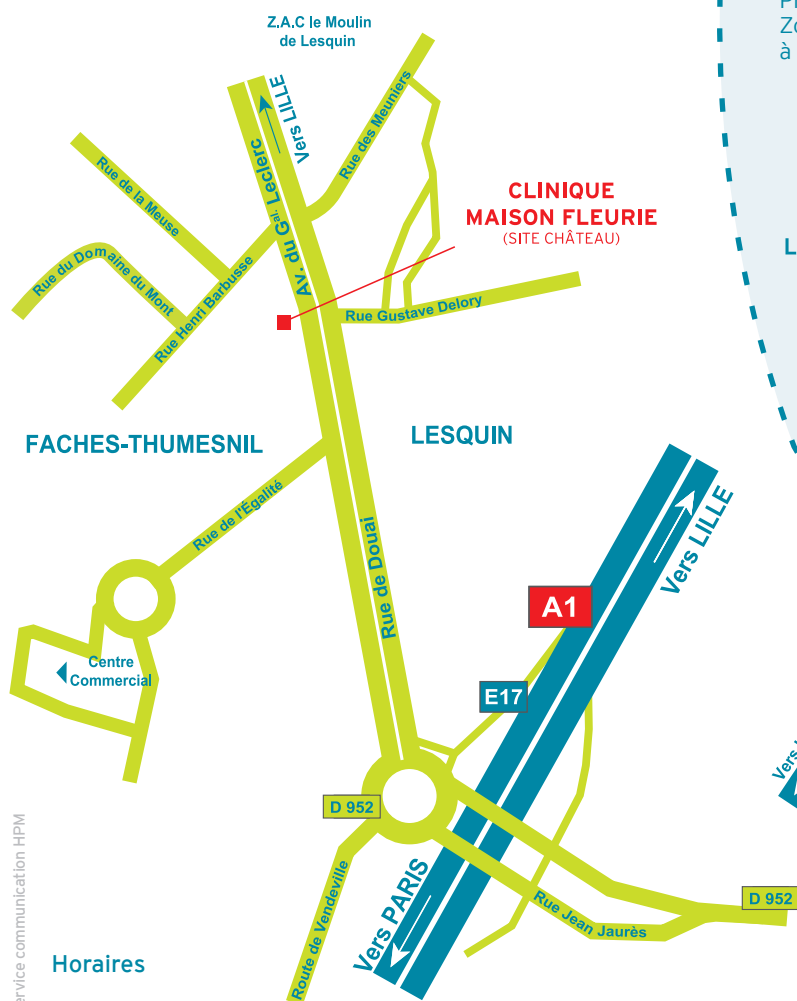 Z.A.C le Moulin
de Lesquin
Vers LILLE
Rue des Meuniers
Av. du Gal. Leclerc
Rue de la Meuse
CLINIQUE
MAISON FLEURIE
(SITE CHÂTEAU)
Rue du Domaine du Mont
Rue Henri Barbusse
Rue Gustave Delory
FACHES-THUMESNIL
LESQUIN
Rue de l'Égalité
Rue de Douai
Vers LILLE
A1
Centre
Commercial
E17
D 952
Vers PARIS
Route de Vendeville
Rue Jean Jaurès
D 952
Vers
communication HPM
Horaires
à